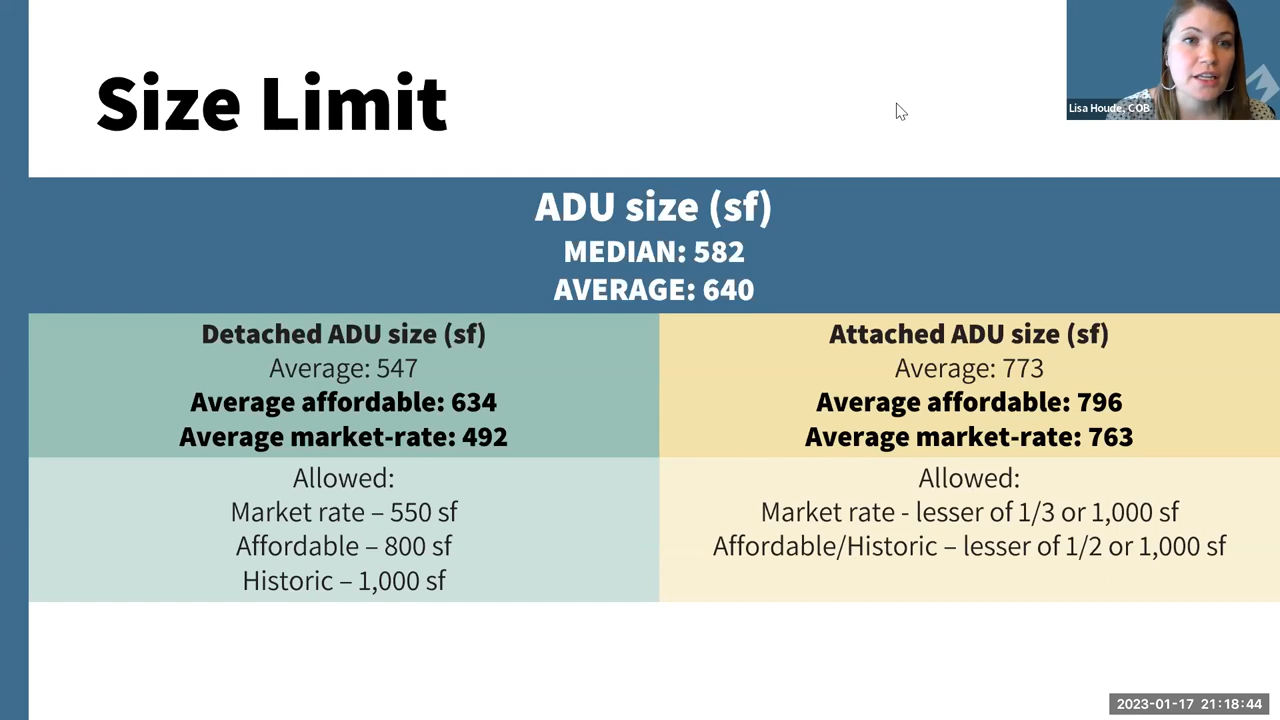 Size Limit
Lisa Houde, COB
ADU size (sf)
MEDIAN: 582
AVERAGE: 640
Detached ADU size (sf)
Average: 547
Average affordable: 634
Average market-rate: 492
Attached ADU size (sf)
Average: 773
Average affordable: 796
Average market-rate: 763
Allowed:
Market rate – 550 sf
Affordable – 800 sf
Historic – 1,000 sf
Allowed:
Market rate - lesser of 1/3 or 1,000 sf
Affordable/Historic – lesser of 1/2 or 1,000 sf
2023-01-17 21:18:44